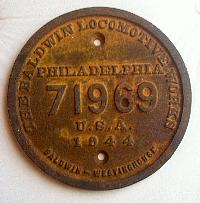 THE BALDWIN LOCOMOTIVE WORKS
PHILADELPHIA
71969
U.S.A.
1944
BALDWIN-WESTINGHOUSE